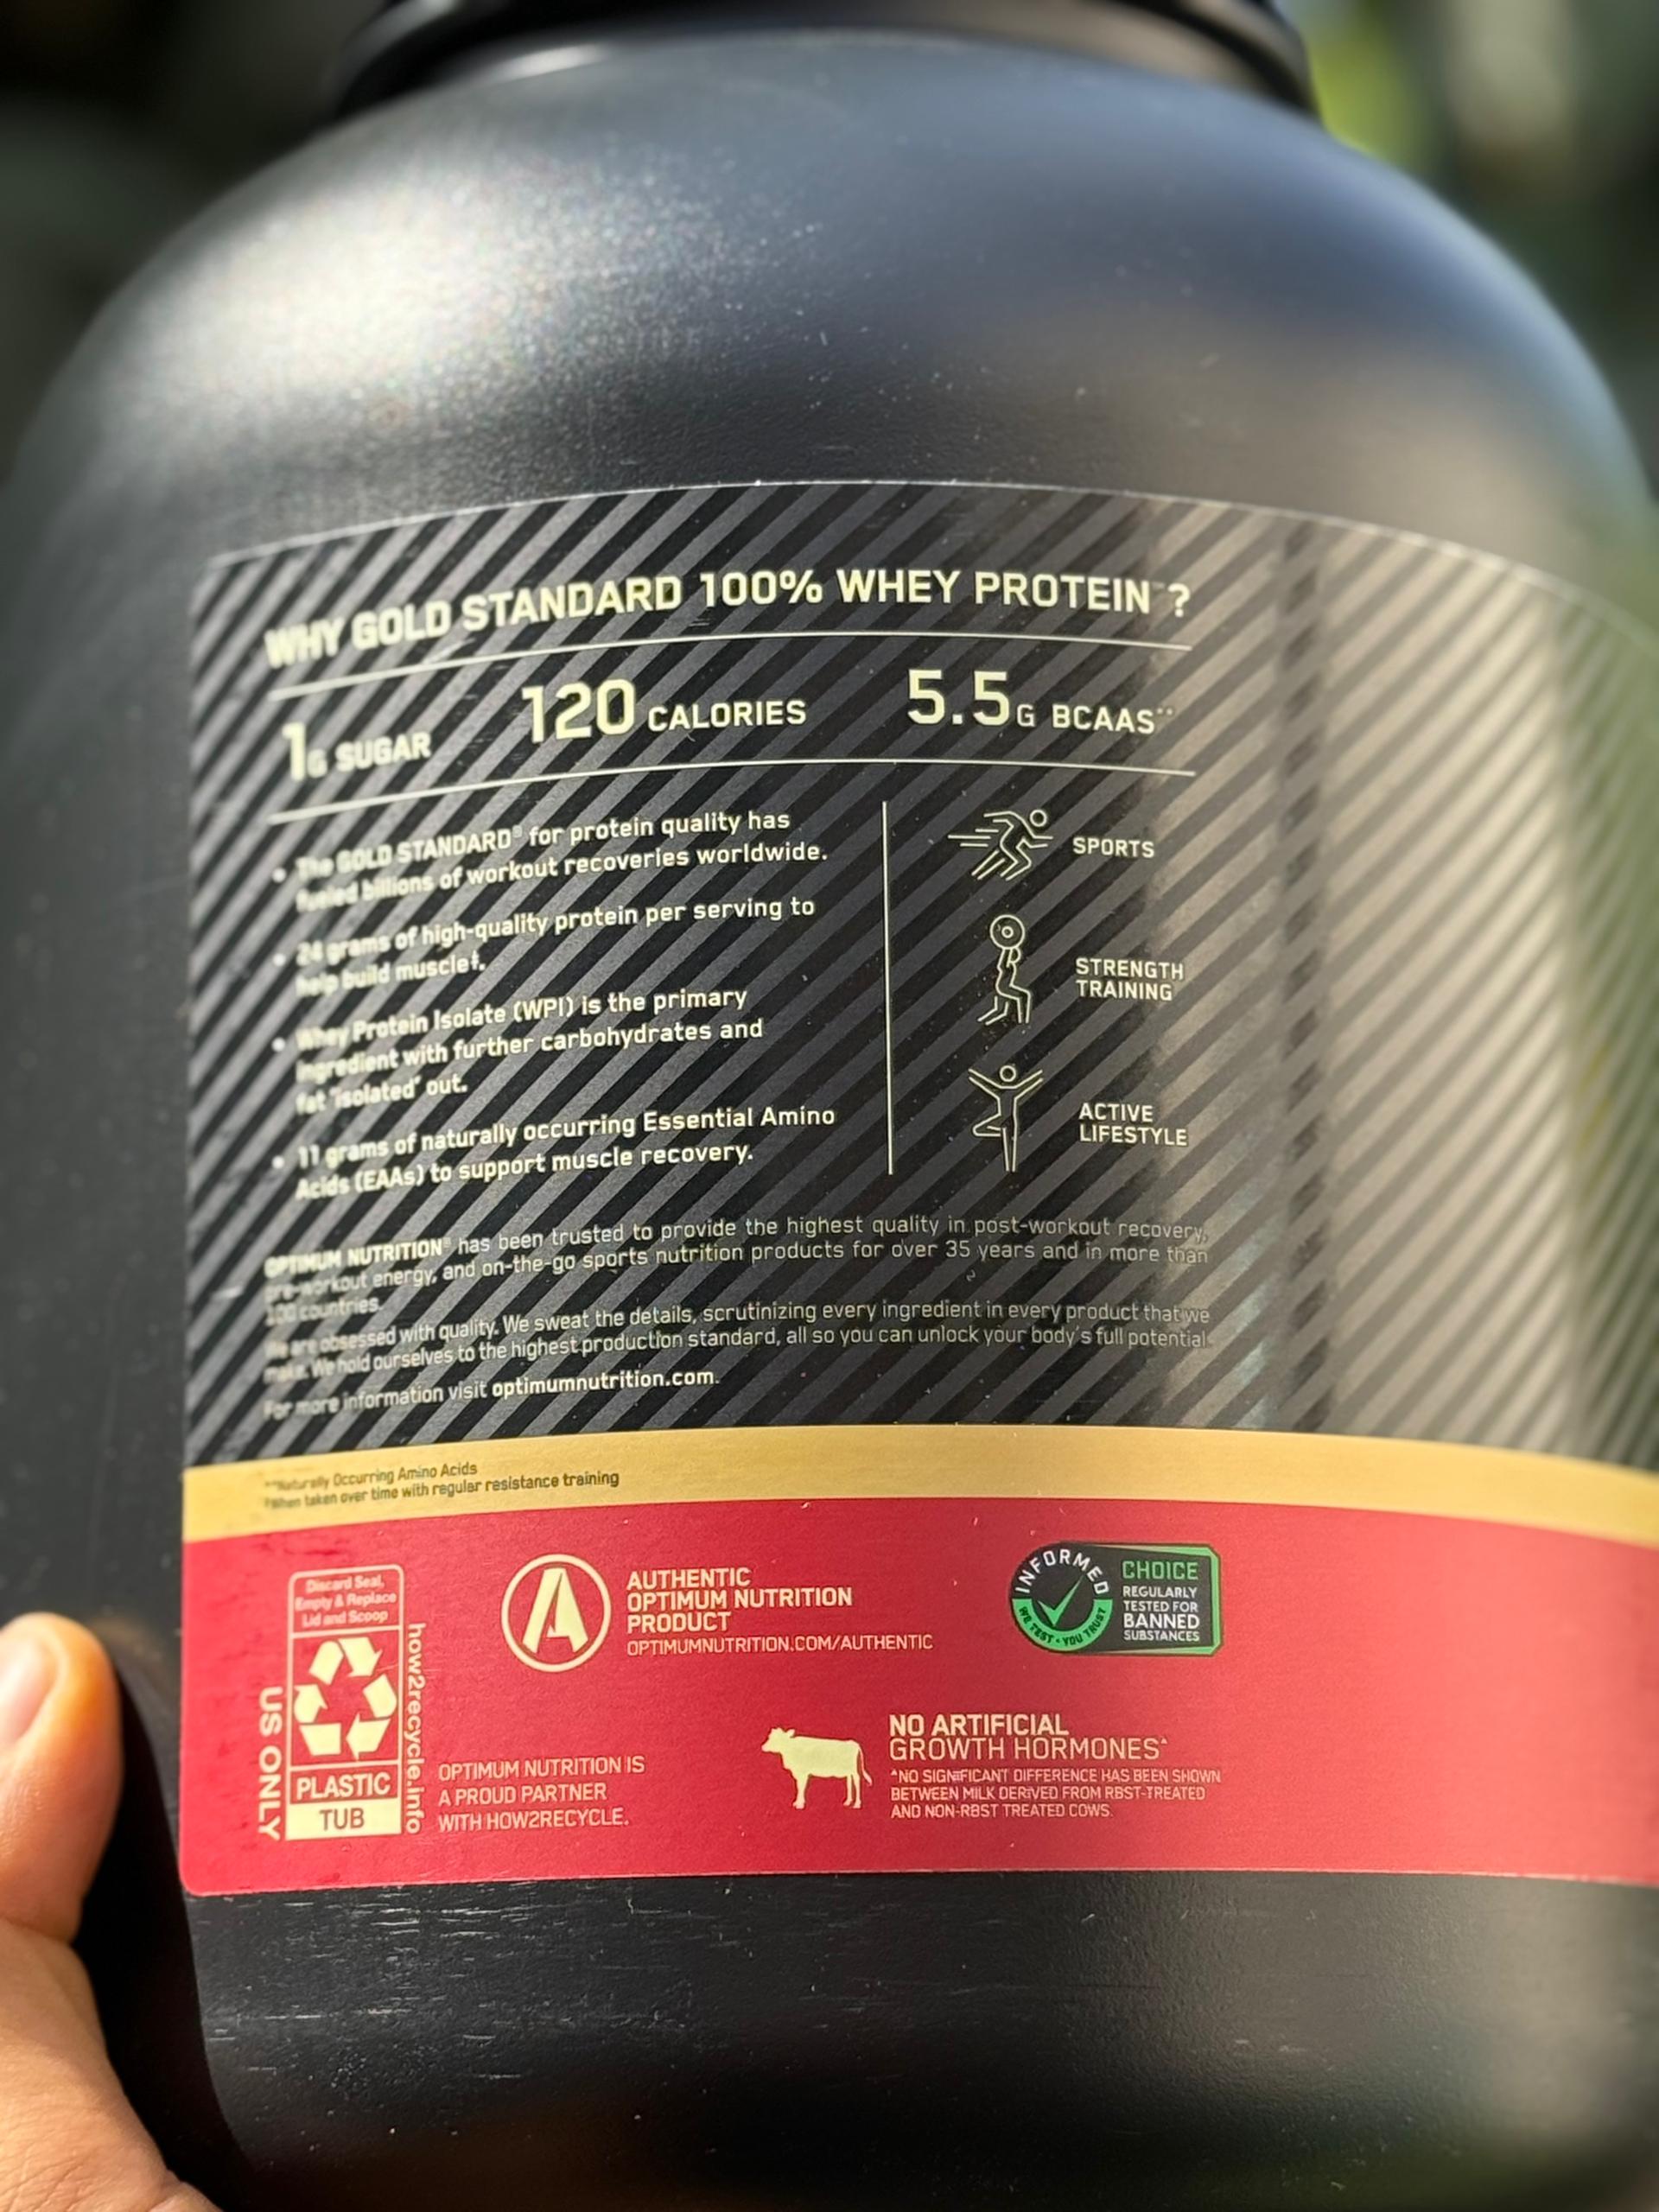 WHY GOLD STANDARD 100% WHEY PROTEIN™?
1G SUGAR 120 CALORIES 5.5G BCAAS**
• The GOLD STANDARD® for protein quality has
fueled billions of workout recoveries worldwide.
• 24 grams of high-quality protein per serving to
help build muscle†.
• Whey Protein Isolate (WPI) is the primary
ingredient with further carbohydrates and
fat "isolated" out.
• 11 grams of naturally occurring Essential Amino
Acids (EAAs) to support muscle recovery.
SPORTS
STRENGTH
TRAINING
ACTIVE
LIFESTYLE
OPTIMUM NUTRITION® has been trusted to provide the highest quality in post-workout recovery,
pre-workout energy, and on-the-go sports nutrition products for over 35 years and in more than
100 countries.
We are obsessed with quality. We sweat the details, scrutinizing every ingredient in every product that we
make. We hold ourselves to the highest production standard, all so you can unlock your body's full potential.
For more information visit optimumnutrition.com.
**Naturally Occurring Amino Acids
†When taken over time with regular resistance training
US ONLY
Discard Seal,
Empty & Replace
Lid and Scoop
PLASTIC
TUB
how2recycle.info
AUTHENTIC
OPTIMUM NUTRITION
PRODUCT
OPTIMUMNUTRITION.COM/AUTHENTIC
INFORMED
WE TEST • YOU TRUST
CHOICE
REGULARLY
TESTED FOR
BANNED
SUBSTANCES
OPTIMUM NUTRITION IS
A PROUD PARTNER
WITH HOW2RECYCLE.
NO ARTIFICIAL
GROWTH HORMONES^
^NO SIGNIFICANT DIFFERENCE HAS BEEN SHOWN
BETWEEN MILK DERIVED FROM RBST-TREATED
AND NON-RBST TREATED COWS.